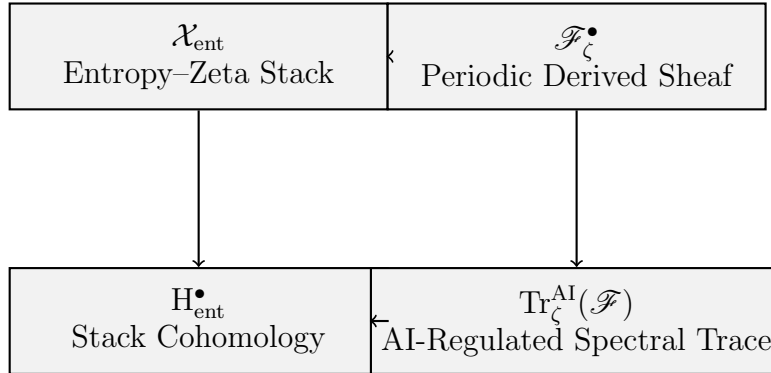 𝒳_ent
Entropy–Zeta Stack
ℱ_ζ^•
Periodic Derived Sheaf
H_ent^•
Stack Cohomology
Tr_ζ^AI(ℱ)
AI-Regulated Spectral Trace